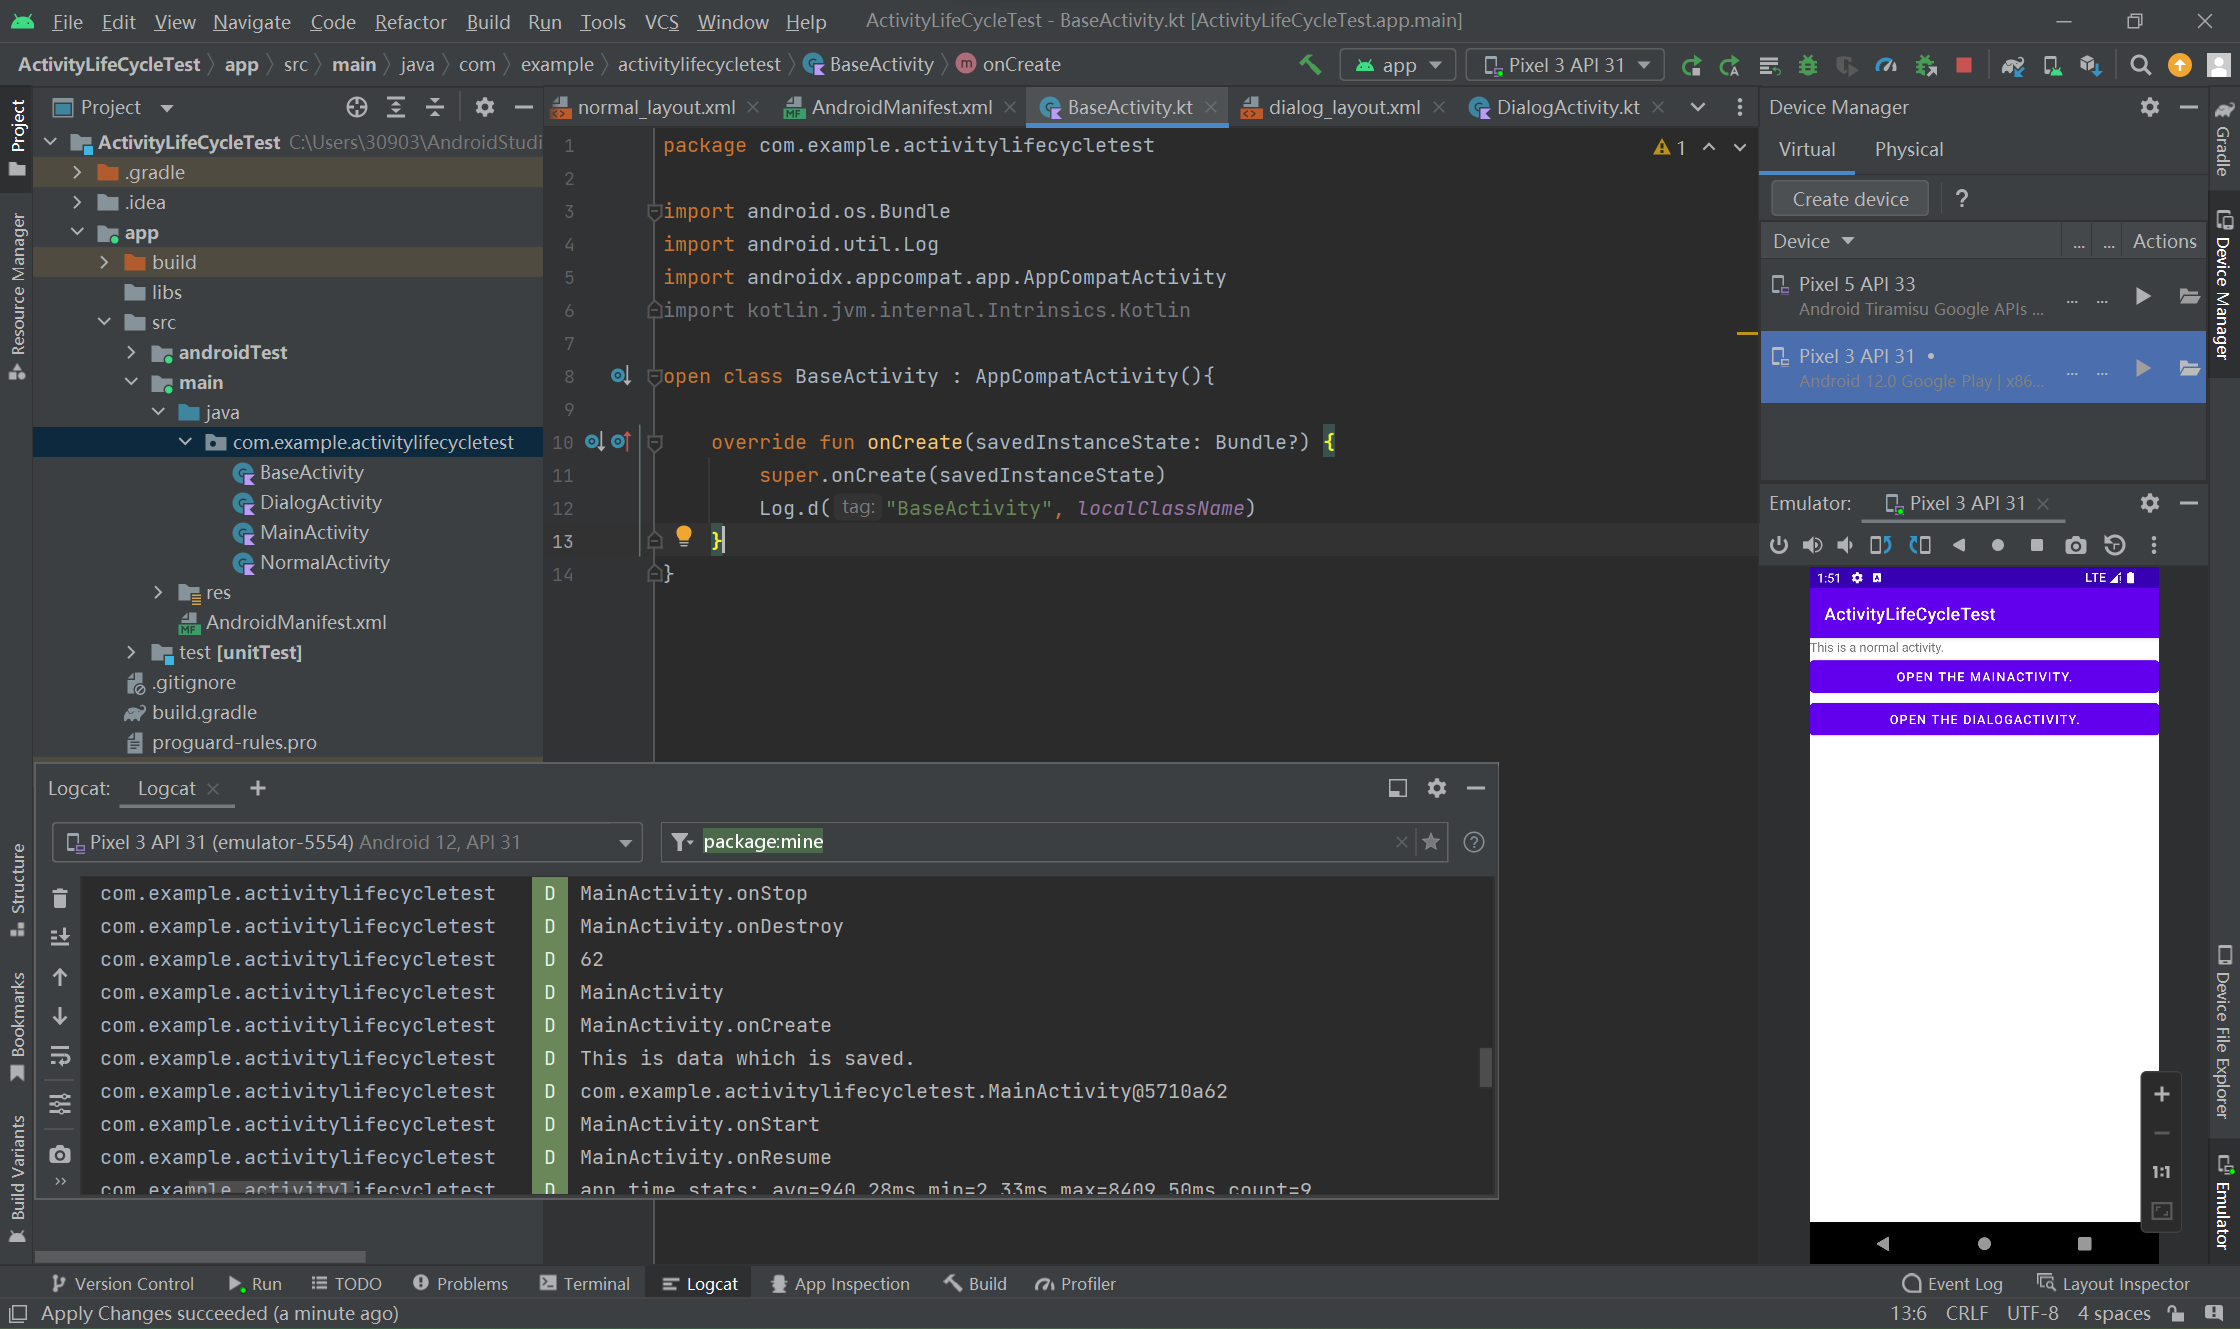 File Edit View Navigate Code Refactor Build Run Tools VCS Window Help ActivityLifeCycleTest - BaseActivity.kt [ActivityLifeCycleTest.app.main]
ActivityLifeCycleTest app src main java com example activitylifecycletest BaseActivity m onCreate app Pixel 3 API 31
Project
normal_layout.xml AndroidManifest.xml BaseActivity.kt dialog_layout.xml DialogActivity.kt
ActivityLifeCycleTest C:\Users\30903\AndroidStudi
.gradle
.idea
app
build
libs
src
androidTest
main
java
com.example.activitylifecycletest
BaseActivity
DialogActivity
MainActivity
NormalActivity
res
AndroidManifest.xml
test [unitTest]
.gitignore
build.gradle
proguard-rules.pro
1 package com.example.activitylifecycletest
2
3 import android.os.Bundle
4 import android.util.Log
5 import androidx.appcompat.app.AppCompatActivity
6 import kotlin.jvm.internal.Intrinsics.Kotlin
7
8 open class BaseActivity : AppCompatActivity(){
9
10 override fun onCreate(savedInstanceState: Bundle?) {
11 super.onCreate(savedInstanceState)
12 Log.d( tag: "BaseActivity", localClassName)
13 }
14 }
1
Device Manager
Virtual Physical
Create device ?
Device ... ... Actions
Pixel 5 API 33
Android Tiramisu Google APIs ... ... ...
Pixel 3 API 31
Android 12.0 Google Play | x86... ... ...
Emulator: Pixel 3 API 31
1:51 LTE
ActivityLifeCycleTest
This is a normal activity.
OPEN THE MAINACTIVITY.
OPEN THE DIALOGACTIVITY.
1:1
Logcat: Logcat +
Pixel 3 API 31 (emulator-5554) Android 12, API 31 package:mine
com.example.activitylifecycletest D MainActivity.onStop
com.example.activitylifecycletest D MainActivity.onDestroy
com.example.activitylifecycletest D 62
com.example.activitylifecycletest D MainActivity
com.example.activitylifecycletest D MainActivity.onCreate
com.example.activitylifecycletest D This is data which is saved.
com.example.activitylifecycletest D com.example.activitylifecycletest.MainActivity@5710a62
com.example.activitylifecycletest D MainActivity.onStart
com.example.activitylifecycletest D MainActivity.onResume
com.example.activitylifecycletest D app_time_stats: avg=940.28ms min=2.33ms max=8409.50ms count=9
Project
Resource Manager
Structure
Bookmarks
Build Variants
Gradle
Device Manager
Device File Explorer
Emulator
Version Control Run TODO Problems Terminal Logcat App Inspection Build Profiler Event Log Layout Inspector
Apply Changes succeeded (a minute ago) 13:6 CRLF UTF-8 4 spaces